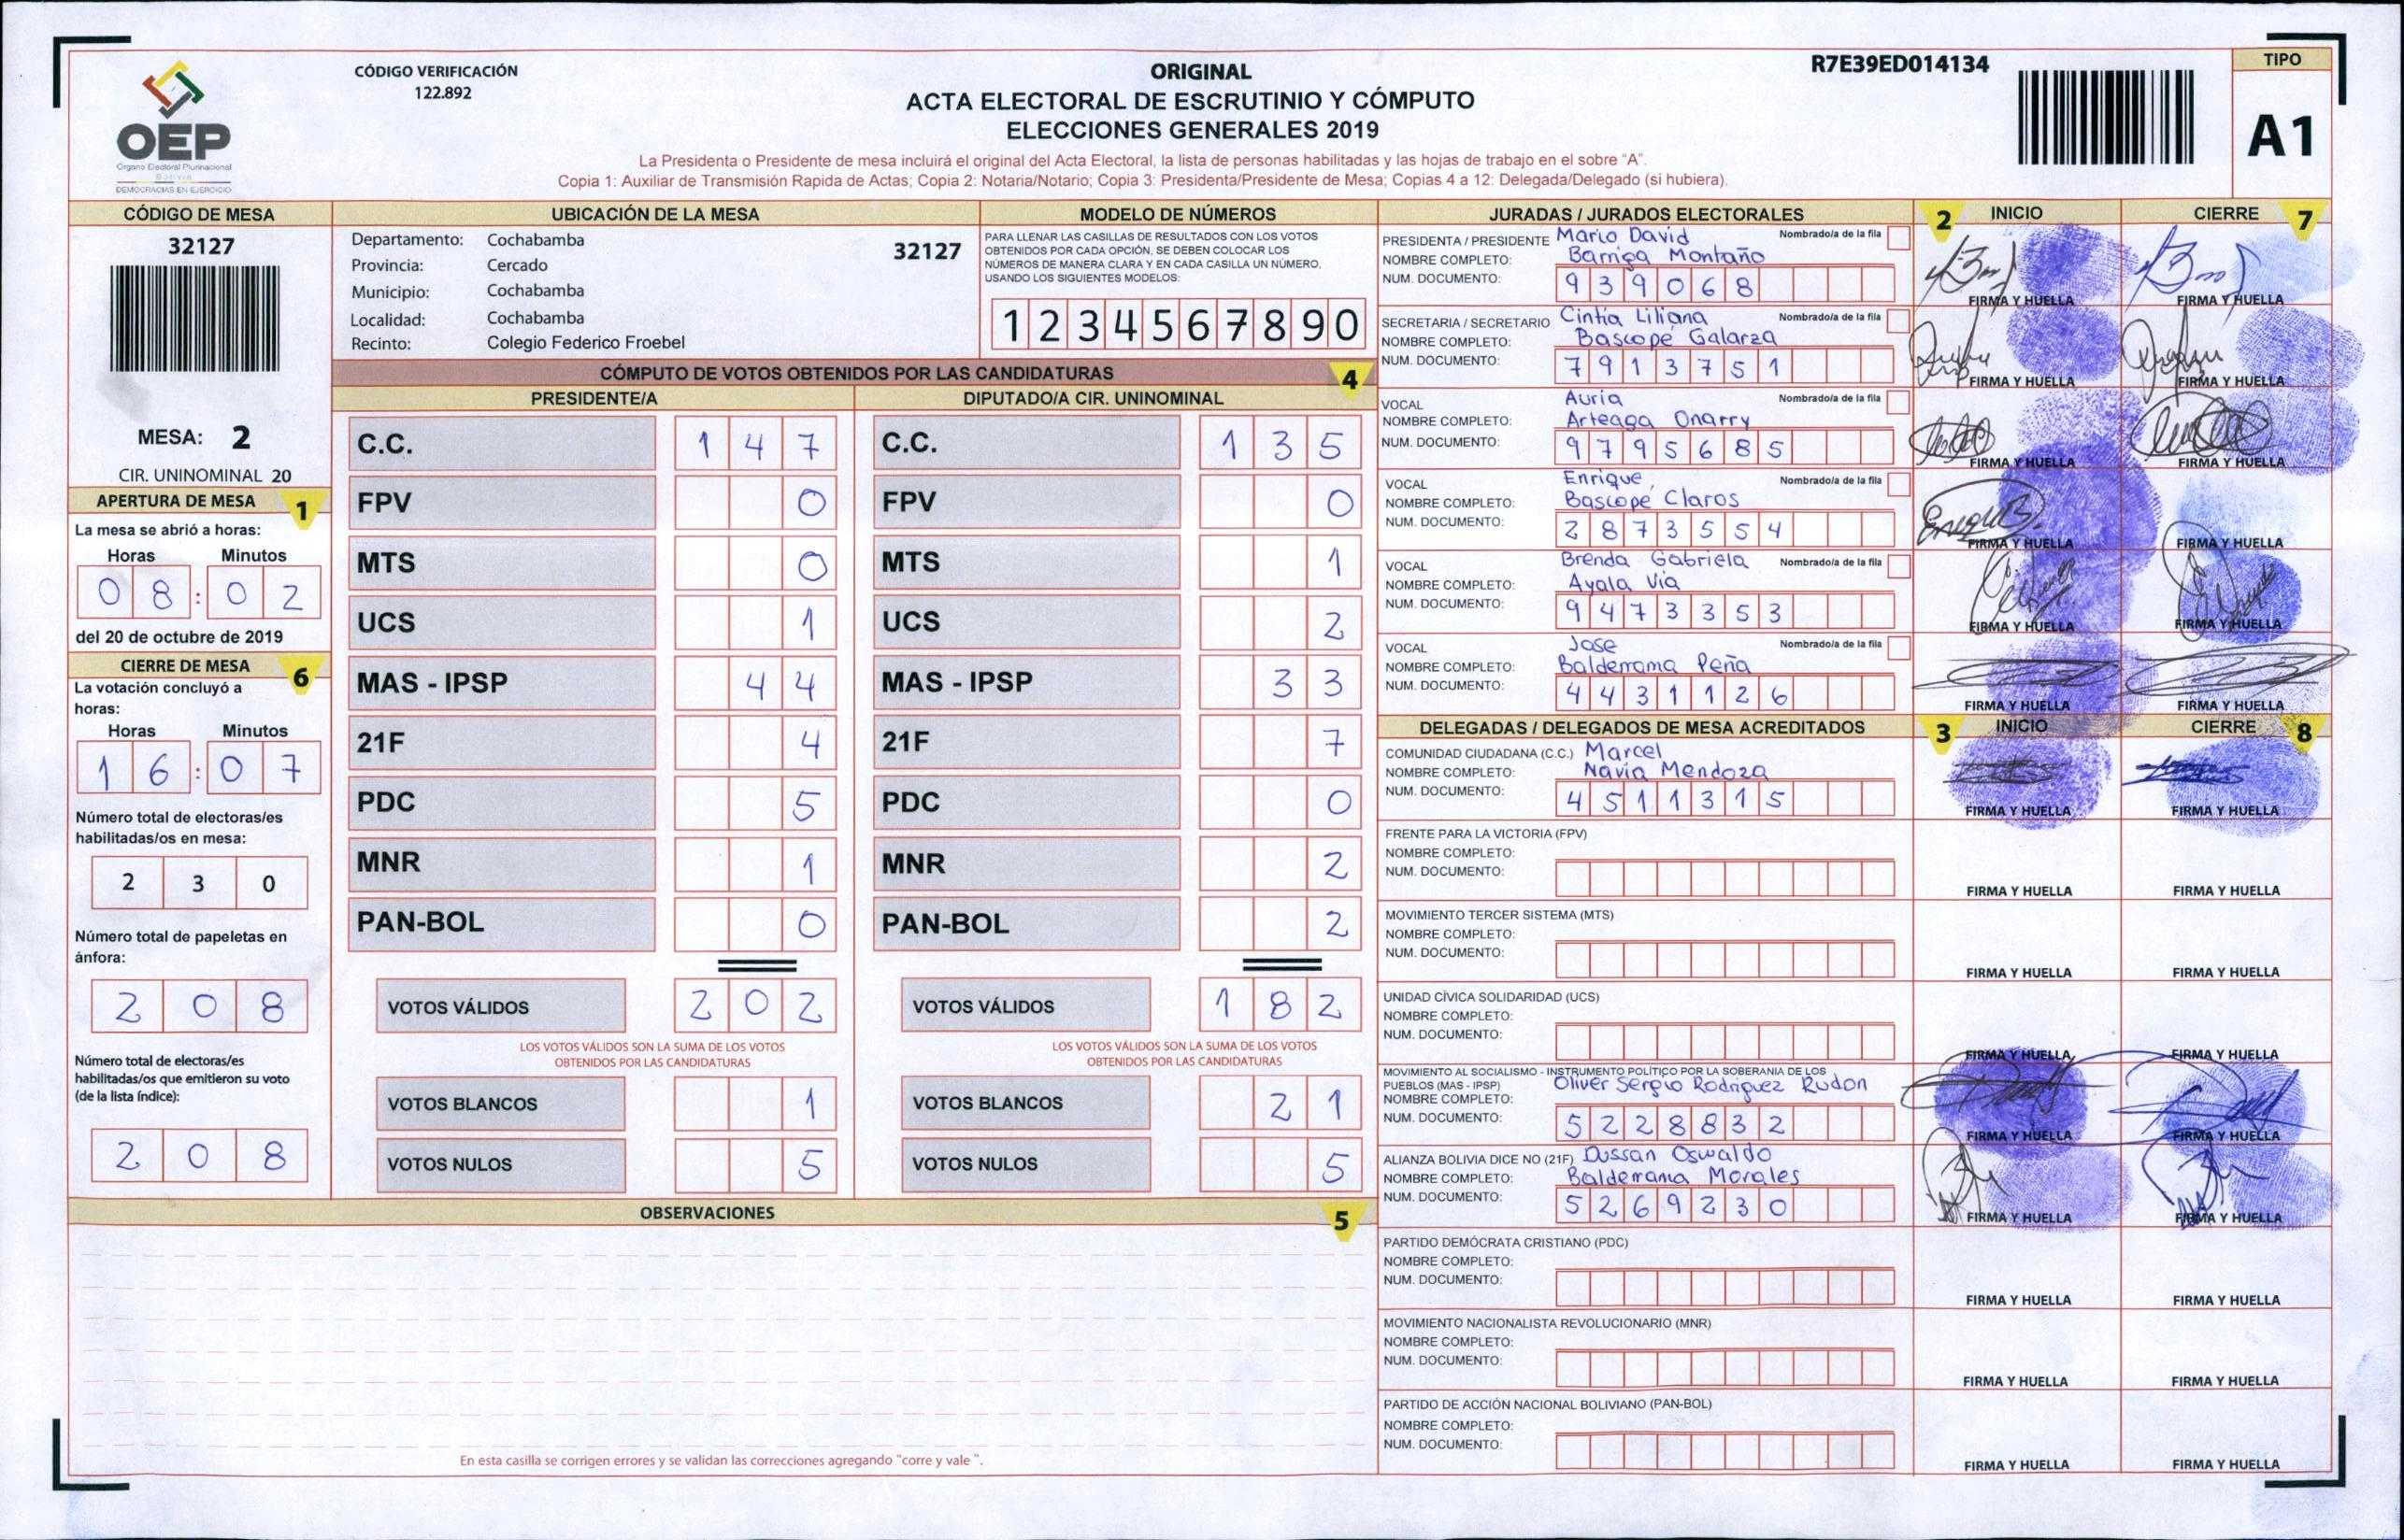 OEP
Órgano Electoral Plurinacional
Bolivia
DEMOCRACIAS EN EJERCICIO
CÓDIGO VERIFICACIÓN
122.892
ORIGINAL
ACTA ELECTORAL DE ESCRUTINIO Y CÓMPUTO
ELECCIONES GENERALES 2019
La Presidenta o Presidente de mesa incluirá el original del Acta Electoral, la lista de personas habilitadas y las hojas de trabajo en el sobre "A".
Copia 1: Auxiliar de Transmisión Rapida de Actas; Copia 2: Notaria/Notario; Copia 3: Presidenta/Presidente de Mesa; Copias 4 a 12: Delegada/Delegado (si hubiera).
R7E39ED014134
TIPO
A1
CÓDIGO DE MESA
32127
MESA: 2
CIR. UNINOMINAL 20
APERTURA DE MESA 1
La mesa se abrió a horas:
Horas Minutos
0 8 : 0 2
del 20 de octubre de 2019
CIERRE DE MESA 6
La votación concluyó a
horas:
Horas Minutos
1 6 : 0 7
Número total de electoras/es
habilitadas/os en mesa:
2 3 0
Número total de papeletas en
ánfora:
2 0 8
Número total de electoras/es
habilitadas/os que emitieron su voto
(de la lista índice):
2 0 8
UBICACIÓN DE LA MESA
Departamento: Cochabamba 32127
Provincia: Cercado
Municipio: Cochabamba
Localidad: Cochabamba
Recinto: Colegio Federico Froebel
MODELO DE NÚMEROS
PARA LLENAR LAS CASILLAS DE RESULTADOS CON LOS VOTOS
OBTENIDOS POR CADA OPCIÓN, SE DEBEN COLOCAR LOS
NÚMEROS DE MANERA CLARA Y EN CADA CASILLA UN NÚMERO,
USANDO LOS SIGUIENTES MODELOS:
1 2 3 4 5 6 7 8 9 0
CÓMPUTO DE VOTOS OBTENIDOS POR LAS CANDIDATURAS 4
PRESIDENTE/A
C.C. 1 4 7
FPV 0
MTS 0
UCS 1
MAS - IPSP 4 4
21F 4
PDC 5
MNR 1
PAN-BOL 0
VOTOS VÁLIDOS 2 0 2
LOS VOTOS VÁLIDOS SON LA SUMA DE LOS VOTOS
OBTENIDOS POR LAS CANDIDATURAS
VOTOS BLANCOS 1
VOTOS NULOS 5
DIPUTADO/A CIR. UNINOMINAL
C.C. 1 3 5
FPV 0
MTS 1
UCS 2
MAS - IPSP 3 3
21F 7
PDC 0
MNR 2
PAN-BOL 2
VOTOS VÁLIDOS 1 8 2
LOS VOTOS VÁLIDOS SON LA SUMA DE LOS VOTOS
OBTENIDOS POR LAS CANDIDATURAS
VOTOS BLANCOS 2 1
VOTOS NULOS 5
OBSERVACIONES 5
En esta casilla se corrigen errores y se validan las correcciones agregando "corre y vale ".
JURADAS / JURADOS ELECTORALES 2 INICIO CIERRE 7
PRESIDENTA / PRESIDENTE Mario David Nombrado/a de la fila
NOMBRE COMPLETO: Barriga Montaño
NUM. DOCUMENTO: 9 3 9 0 6 8
FIRMA Y HUELLA FIRMA Y HUELLA
SECRETARIA / SECRETARIO Cintia Liliana Nombrado/a de la fila
NOMBRE COMPLETO: Bascopé Galarza
NUM. DOCUMENTO: 7 9 1 3 7 5 1
FIRMA Y HUELLA FIRMA Y HUELLA
VOCAL Auria Nombrado/a de la fila
NOMBRE COMPLETO: Arteaga Onarry
NUM. DOCUMENTO: 9 7 9 5 6 8 5
FIRMA Y HUELLA FIRMA Y HUELLA
VOCAL Enrique Nombrado/a de la fila
NOMBRE COMPLETO: Bascope Claros
NUM. DOCUMENTO: 2 8 7 3 5 5 4
FIRMA Y HUELLA FIRMA Y HUELLA
VOCAL Brenda Gabriela Nombrado/a de la fila
NOMBRE COMPLETO: Ayala Via
NUM. DOCUMENTO: 9 4 7 3 3 5 3
FIRMA Y HUELLA FIRMA Y HUELLA
VOCAL Jose Nombrado/a de la fila
NOMBRE COMPLETO: Balderrama Peña
NUM. DOCUMENTO: 4 4 3 1 1 2 6
FIRMA Y HUELLA FIRMA Y HUELLA
DELEGADAS / DELEGADOS DE MESA ACREDITADOS 3 INICIO CIERRE 8
COMUNIDAD CIUDADANA (C.C.) Marcel
NOMBRE COMPLETO: Navia Mendoza
NUM. DOCUMENTO: 4 5 1 1 3 1 5
FIRMA Y HUELLA FIRMA Y HUELLA
FRENTE PARA LA VICTORIA (FPV)
NOMBRE COMPLETO:
NUM. DOCUMENTO:
FIRMA Y HUELLA FIRMA Y HUELLA
MOVIMIENTO TERCER SISTEMA (MTS)
NOMBRE COMPLETO:
NUM. DOCUMENTO:
FIRMA Y HUELLA FIRMA Y HUELLA
UNIDAD CÍVICA SOLIDARIDAD (UCS)
NOMBRE COMPLETO:
NUM. DOCUMENTO:
FIRMA Y HUELLA FIRMA Y HUELLA
MOVIMIENTO AL SOCIALISMO - INSTRUMENTO POLÍTICO POR LA SOBERANIA DE LOS
PUEBLOS (MAS - IPSP) Oliver Sergio Rodriguez Rudon
NOMBRE COMPLETO:
NUM. DOCUMENTO: 5 2 2 8 8 3 2
FIRMA Y HUELLA FIRMA Y HUELLA
ALIANZA BOLIVIA DICE NO (21F) Dussan Oswaldo
NOMBRE COMPLETO: Balderrama Morales
NUM. DOCUMENTO: 5 2 6 9 2 3 0
FIRMA Y HUELLA FIRMA Y HUELLA
PARTIDO DEMÓCRATA CRISTIANO (PDC)
NOMBRE COMPLETO:
NUM. DOCUMENTO:
FIRMA Y HUELLA FIRMA Y HUELLA
MOVIMIENTO NACIONALISTA REVOLUCIONARIO (MNR)
NOMBRE COMPLETO:
NUM. DOCUMENTO:
FIRMA Y HUELLA FIRMA Y HUELLA
PARTIDO DE ACCIÓN NACIONAL BOLIVIANO (PAN-BOL)
NOMBRE COMPLETO:
NUM. DOCUMENTO:
FIRMA Y HUELLA FIRMA Y HUELLA